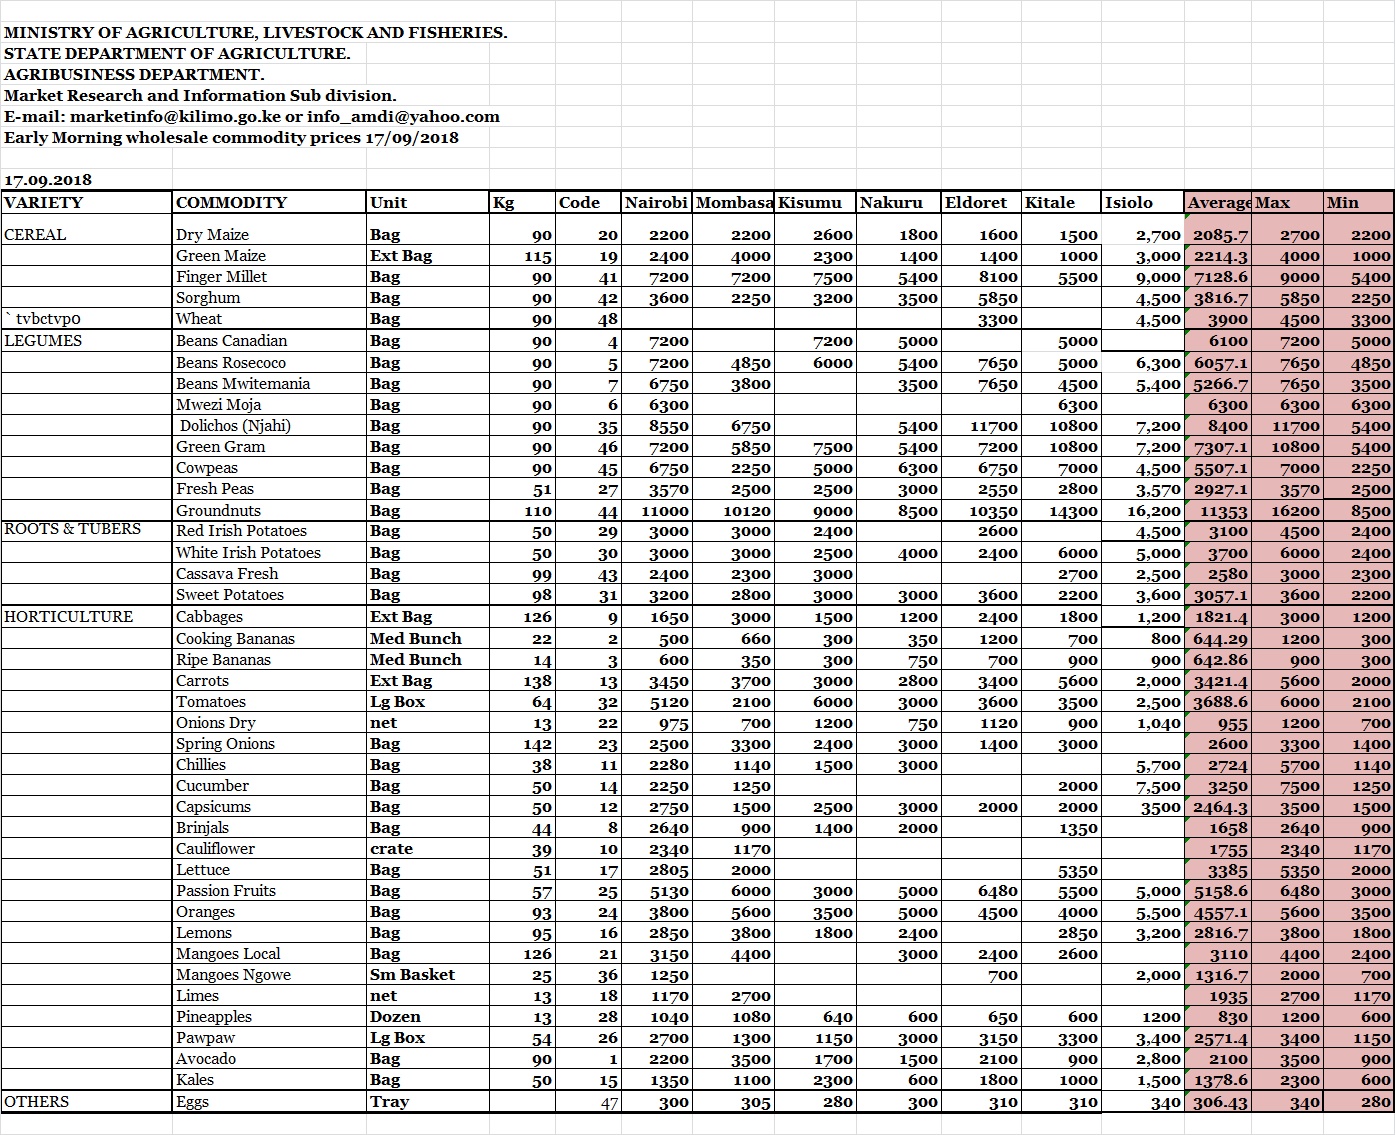 MINISTRY OF AGRICULTURE, LIVESTOCK AND FISHERIES.
STATE DEPARTMENT OF AGRICULTURE.
AGRIBUSINESS DEPARTMENT.
Market Research and Information Sub division.
E-mail: marketinfo@kilimo.go.ke or info_amdi@yahoo.com
Early Morning wholesale commodity prices 17/09/2018
17.09.2018
VARIETY COMMODITY Unit Kg Code Nairobi Mombasa Kisumu Nakuru Eldoret Kitale Isiolo Average Max Min
CEREAL Dry Maize Bag 90 20 2200 2200 2600 1800 1600 1500 2,700 2085.7 2700 2200
Green Maize Ext Bag 115 19 2400 4000 2300 1400 1400 1000 3,000 2214.3 4000 1000
Finger Millet Bag 90 41 7200 7200 7500 5400 8100 5500 9,000 7128.6 9000 5400
Sorghum Bag 90 42 3600 2250 3200 3500 5850 4,500 3816.7 5850 2250
` tvbctvp0 Wheat Bag 90 48 3300 4,500 3900 4500 3300
LEGUMES Beans Canadian Bag 90 4 7200 7200 5000 5000 6100 7200 5000
Beans Rosecoco Bag 90 5 7200 4850 6000 5400 7650 5000 6,300 6057.1 7650 4850
Beans Mwitemania Bag 90 7 6750 3800 3500 7650 4500 5,400 5266.7 7650 3500
Mwezi Moja Bag 90 6 6300 6300 6300 6300 6300
Dolichos (Njahi) Bag 90 35 8550 6750 5400 11700 10800 7,200 8400 11700 5400
Green Gram Bag 90 46 7200 5850 7500 5400 7200 10800 7,200 7307.1 10800 5400
Cowpeas Bag 90 45 6750 2250 5000 6300 6750 7000 4,500 5507.1 7000 2250
Fresh Peas Bag 51 27 3570 2500 2500 3000 2550 2800 3,570 2927.1 3570 2500
Groundnuts Bag 110 44 11000 10120 9000 8500 10350 14300 16,200 11353 16200 8500
ROOTS & TUBERS Red Irish Potatoes Bag 50 29 3000 3000 2400 2600 4,500 3100 4500 2400
White Irish Potatoes Bag 50 30 3000 3000 2500 4000 2400 6000 5,000 3700 6000 2400
Cassava Fresh Bag 99 43 2400 2300 3000 2700 2,500 2580 3000 2300
Sweet Potatoes Bag 98 31 3200 2800 3000 3000 3600 2200 3,600 3057.1 3600 2200
HORTICULTURE Cabbages Ext Bag 126 9 1650 3000 1500 1200 2400 1800 1,200 1821.4 3000 1200
Cooking Bananas Med Bunch 22 2 500 660 300 350 1200 700 800 644.29 1200 300
Ripe Bananas Med Bunch 14 3 600 350 300 750 700 900 900 642.86 900 300
Carrots Ext Bag 138 13 3450 3700 3000 2800 3400 5600 2,000 3421.4 5600 2000
Tomatoes Lg Box 64 32 5120 2100 6000 3000 3600 3500 2,500 3688.6 6000 2100
Onions Dry net 13 22 975 700 1200 750 1120 900 1,040 955 1200 700
Spring Onions Bag 142 23 2500 3300 2400 3000 1400 3000 2600 3300 1400
Chillies Bag 38 11 2280 1140 1500 3000 5,700 2724 5700 1140
Cucumber Bag 50 14 2250 1250 2000 7,500 3250 7500 1250
Capsicums Bag 50 12 2750 1500 2500 3000 2000 2000 3500 2464.3 3500 1500
Brinjals Bag 44 8 2640 900 1400 2000 1350 1658 2640 900
Cauliflower crate 39 10 2340 1170 1755 2340 1170
Lettuce Bag 51 17 2805 2000 5350 3385 5350 2000
Passion Fruits Bag 57 25 5130 6000 3000 5000 6480 5500 5,000 5158.6 6480 3000
Oranges Bag 93 24 3800 5600 3500 5000 4500 4000 5,500 4557.1 5600 3500
Lemons Bag 95 16 2850 3800 1800 2400 2850 3,200 2816.7 3800 1800
Mangoes Local Bag 126 21 3150 4400 3000 2400 2600 3110 4400 2400
Mangoes Ngowe Sm Basket 25 36 1250 700 2,000 1316.7 2000 700
Limes net 13 18 1170 2700 1935 2700 1170
Pineapples Dozen 13 28 1040 1080 640 600 650 600 1200 830 1200 600
Pawpaw Lg Box 54 26 2700 1300 1150 3000 3150 3300 3,400 2571.4 3400 1150
Avocado Bag 90 1 2200 3500 1700 1500 2100 900 2,800 2100 3500 900
Kales Bag 50 15 1350 1100 2300 600 1800 1000 1,500 1378.6 2300 600
OTHERS Eggs Tray 47 300 305 280 300 310 310 340 306.43 340 280